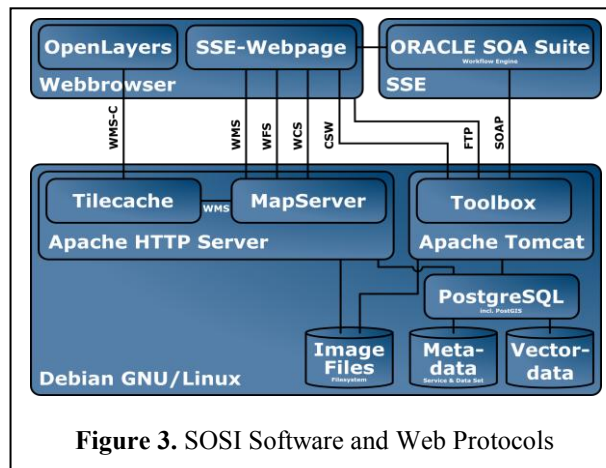 OpenLayers
SSE-Webpage
ORACLE SOA Suite
Workflow Engine
Webbrowser
SSE
WMS-C
WMS
WFS
WCS
CSW
FTP
SOAP
Tilecache
WMS
MapServer
Toolbox
Apache HTTP Server
Apache Tomcat
PostgreSQL
incl. PostGIS
Image
Files
Filesystem
Meta-
data
Service & Data Set
Vector-
data
Debian GNU/Linux
Figure 3. SOSI Software and Web Protocols